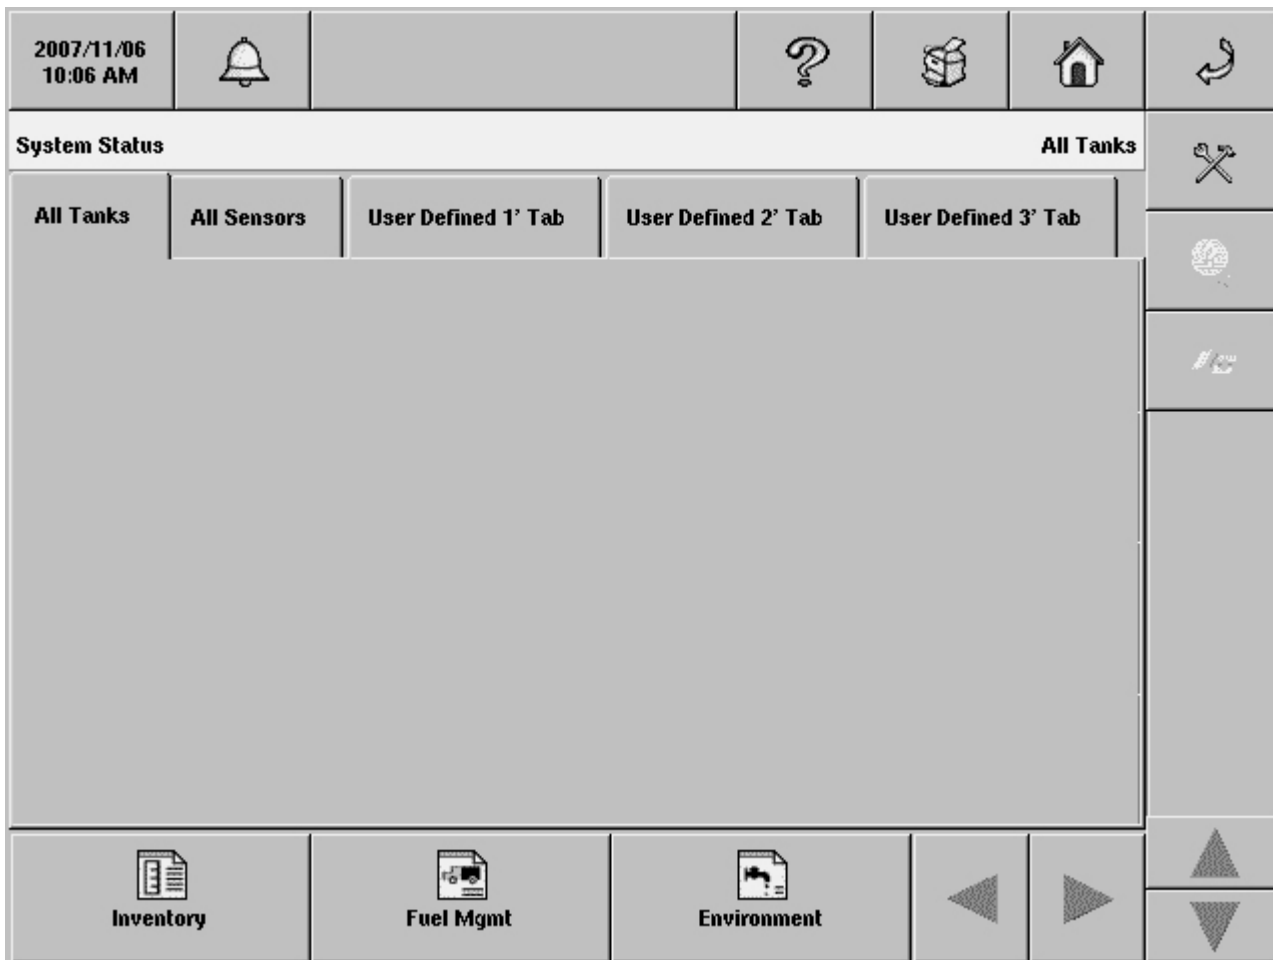 2007/11/06
10:06 AM
System Status
All Tanks
All Tanks
All Sensors
User Defined 1' Tab
User Defined 2' Tab
User Defined 3' Tab
Inventory
Fuel Mgmt
Environment